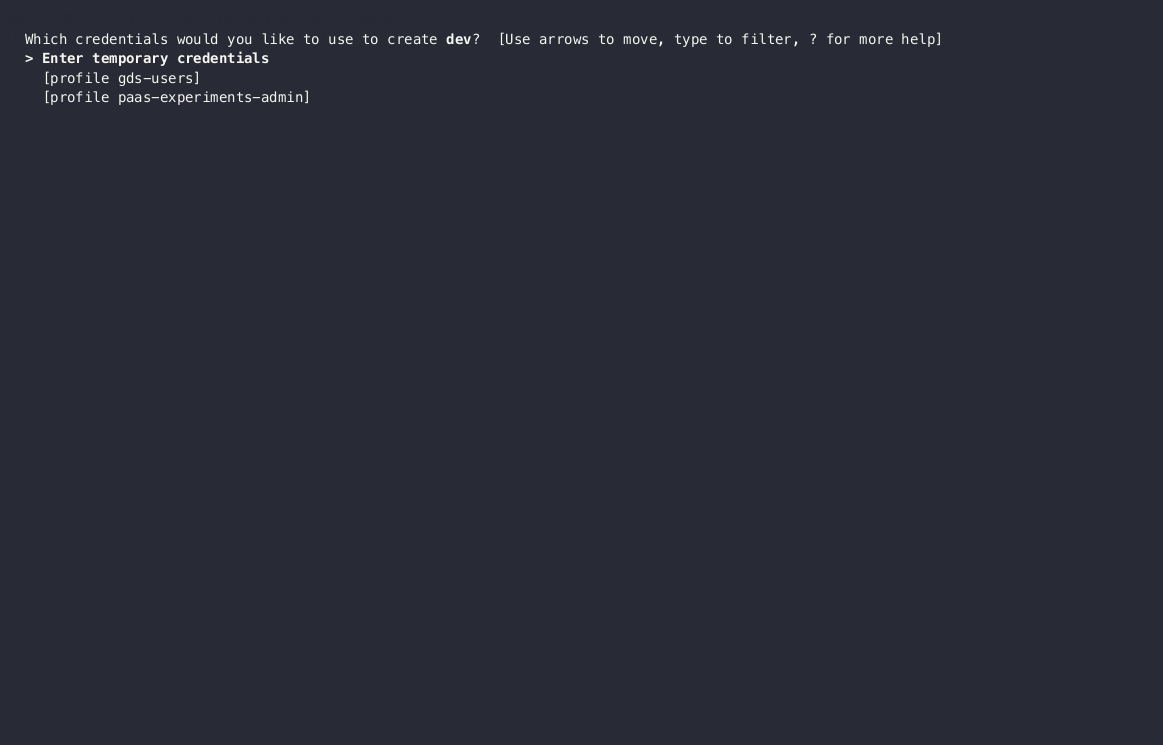 Which credentials would you like to use to create dev?  [Use arrows to move, type to filter, ? for more help]
> Enter temporary credentials
  [profile gds-users]
  [profile paas-experiments-admin]